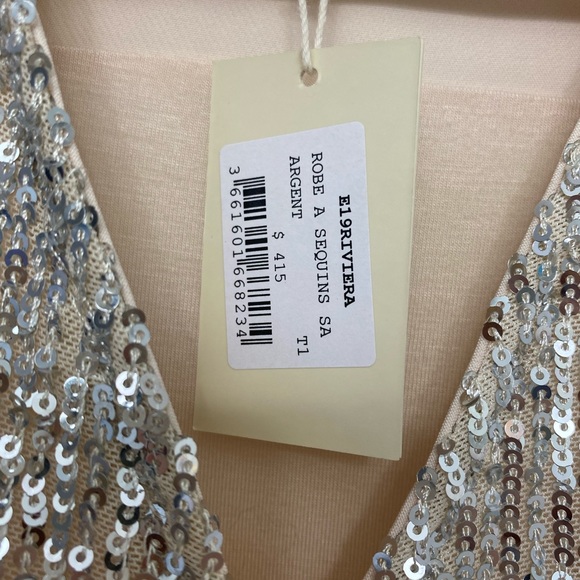 E19RIVIERA
ROBE A SEQUINS SA
ARGENT T1
$ 415
3661601668234